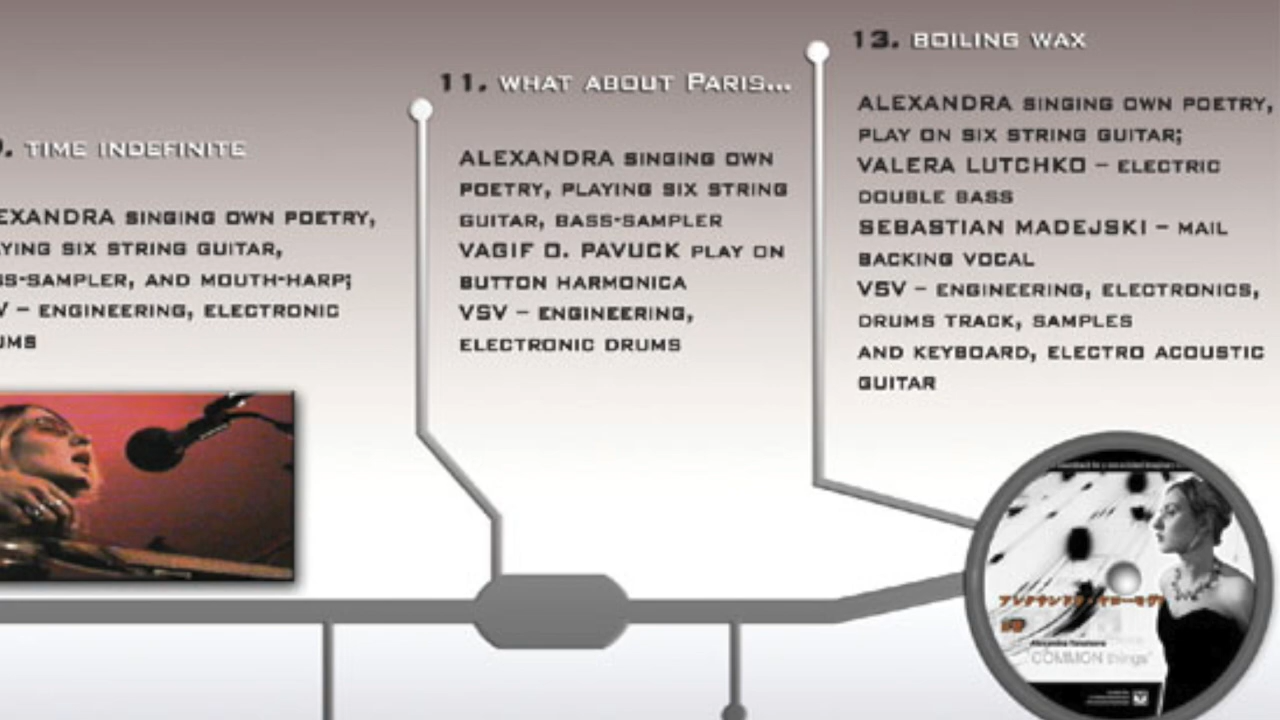 13. BOILING WAX
11. WHAT ABOUT PARIS...
. TIME INDEFINITE
ALEXANDRA SINGING OWN POETRY,
PLAY ON SIX STRING GUITAR;
VALERA LUTCHKO – ELECTRIC
DOUBLE BASS
SEBASTIAN MADEJSKI – MAIL
BACKING VOCAL
VSV – ENGINEERING, ELECTRONICS,
DRUMS TRACK, SAMPLES
AND KEYBOARD, ELECTRO ACOUSTIC
GUITAR
ALEXANDRA SINGING OWN
POETRY, PLAYING SIX STRING
GUITAR, BASS-SAMPLER
VAGIF O. PAVUCK PLAY ON
BUTTON HARMONICA
VSV – ENGINEERING,
ELECTRONIC DRUMS
EXANDRA SINGING OWN POETRY,
YING SIX STRING GUITAR,
SS-SAMPLER, AND MOUTH-HARP;
V – ENGINEERING, ELECTRONIC
UMS
COMMON things